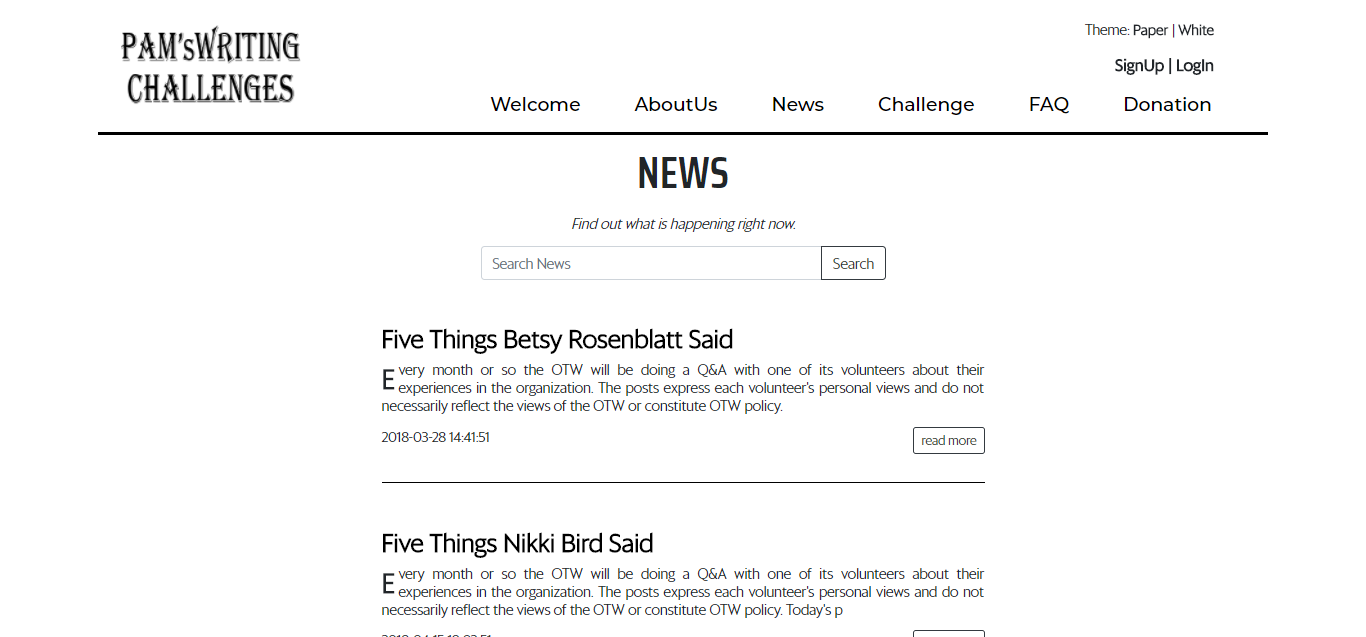 PAM'sWRITING
CHALLENGES
Theme: Paper | White
SignUp | LogIn
Welcome AboutUs News Challenge FAQ Donation
NEWS
Find out what is happening right now.
Search News Search
Five Things Betsy Rosenblatt Said
Every month or so the OTW will be doing a Q&A with one of its volunteers about their
experiences in the organization. The posts express each volunteer's personal views and do not
necessarily reflect the views of the OTW or constitute OTW policy.
2018-03-28 14:41:51 read more
Five Things Nikki Bird Said
Every month or so the OTW will be doing a Q&A with one of its volunteers about their
experiences in the organization. The posts express each volunteer's personal views and do not
necessarily reflect the views of the OTW or constitute OTW policy. Today's p